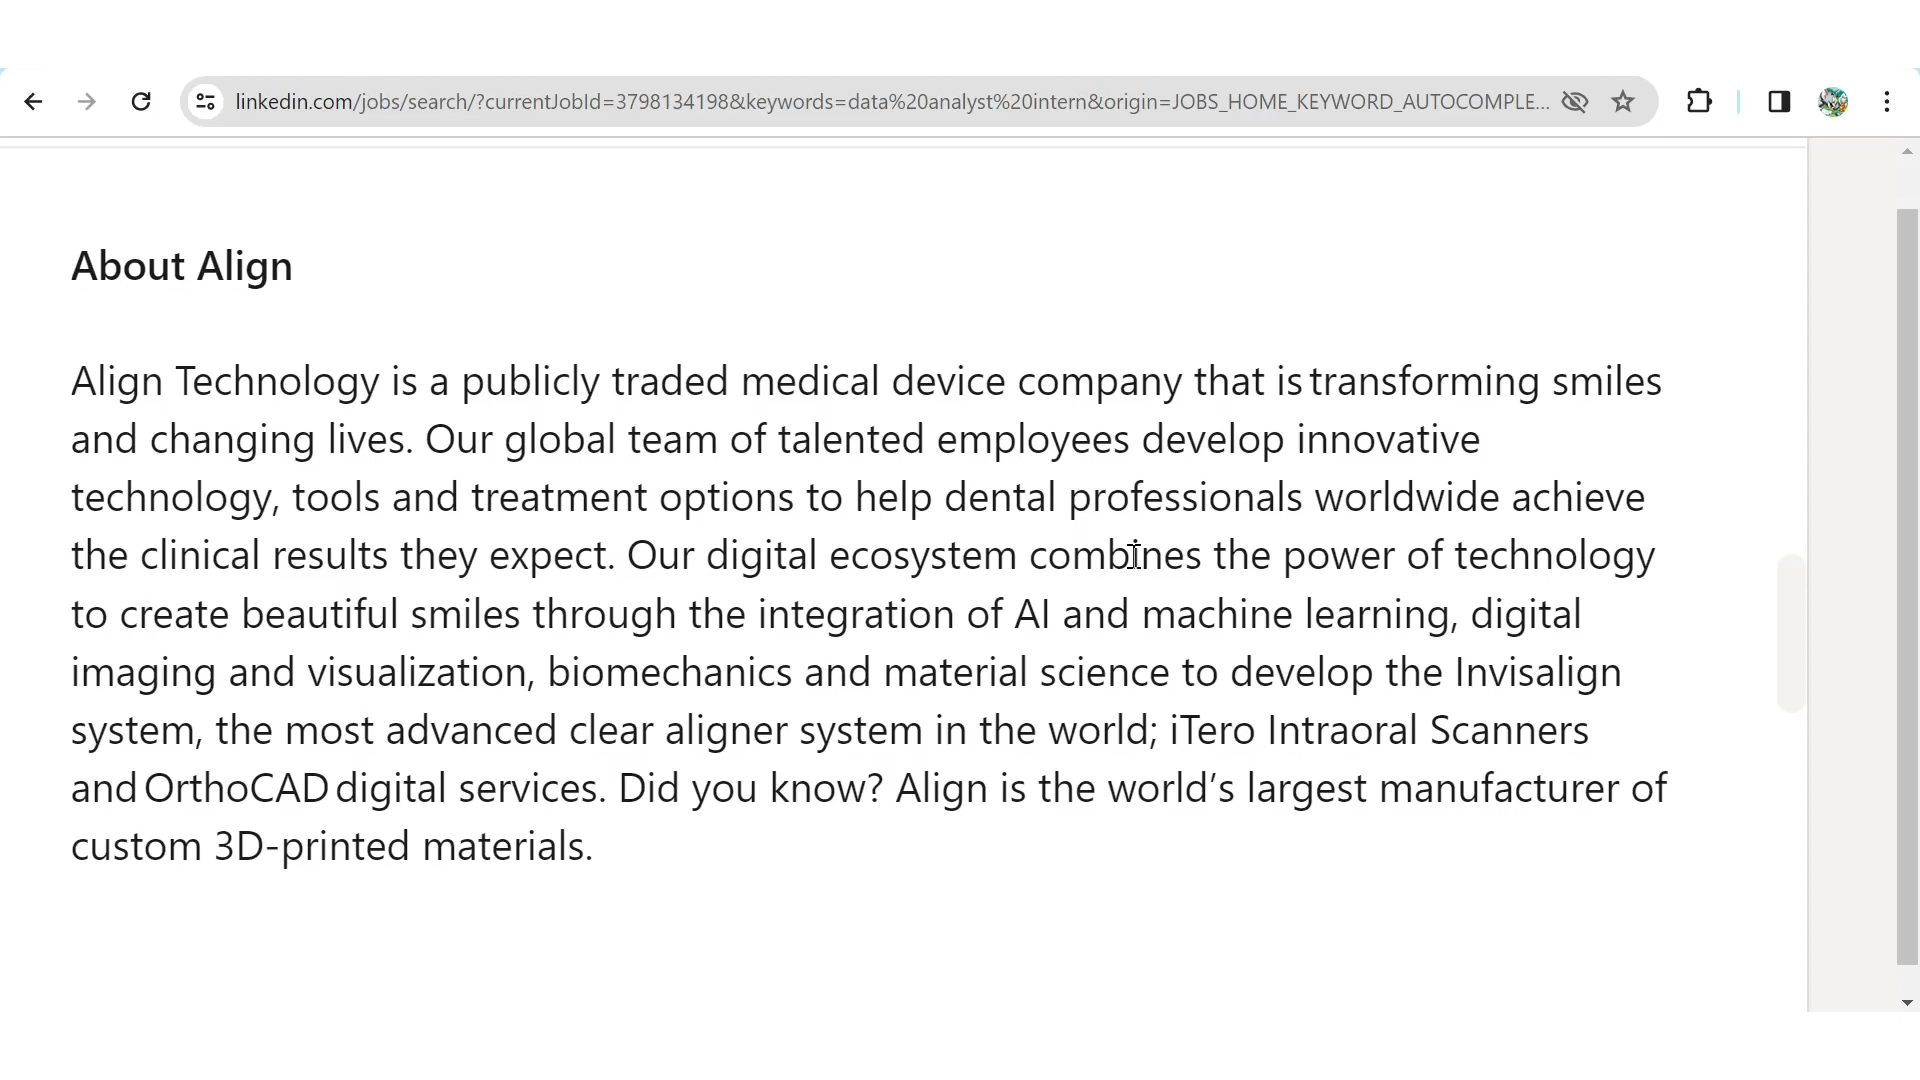 linkedin.com/jobs/search/?currentJobId=3798134198&keywords=data%20analyst%20intern&origin=JOBS_HOME_KEYWORD_AUTOCOMPLE...
About Align
Align Technology is a publicly traded medical device company that is transforming smiles
and changing lives. Our global team of talented employees develop innovative
technology, tools and treatment options to help dental professionals worldwide achieve
the clinical results they expect. Our digital ecosystem combines the power of technology
to create beautiful smiles through the integration of AI and machine learning, digital
imaging and visualization, biomechanics and material science to develop the Invisalign
system, the most advanced clear aligner system in the world; iTero Intraoral Scanners
and OrthoCAD digital services. Did you know? Align is the world’s largest manufacturer of
custom 3D-printed materials.